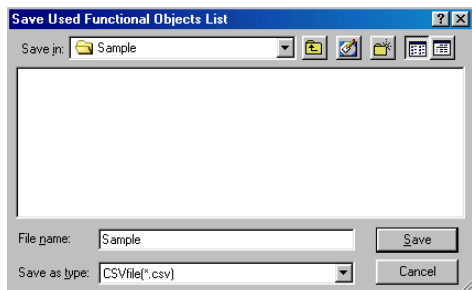 Save Used Functional Objects List
Save in: Sample
File name: Sample Save
Save as type: CSVfile(*.csv) Cancel